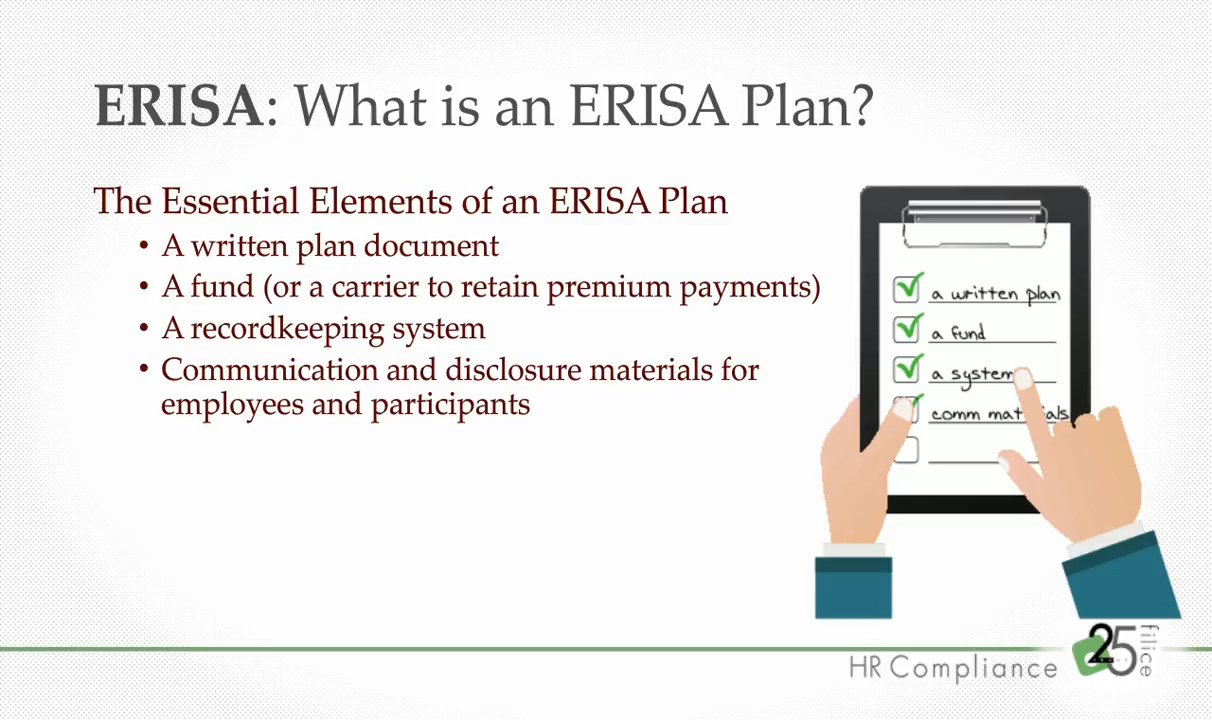 ERISA: What is an ERISA Plan?
The Essential Elements of an ERISA Plan
• A written plan document
• A fund (or a carrier to retain premium payments)
• A recordkeeping system
• Communication and disclosure materials for
employees and participants
a written plan
a fund
a system
comm materials
HR Compliance
25
filice